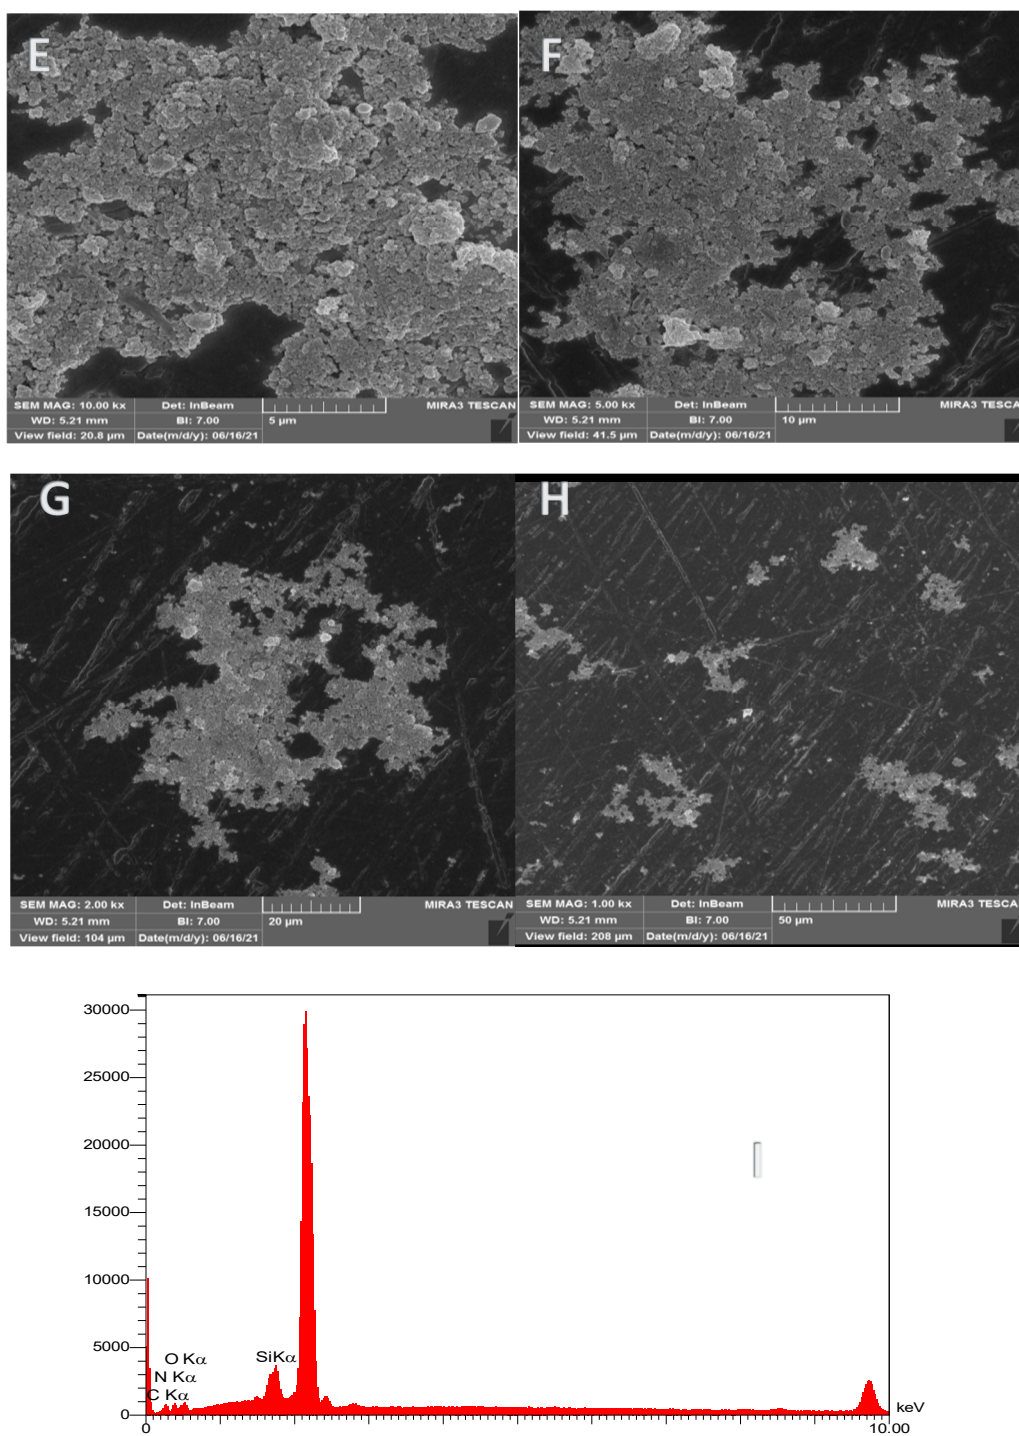 E
F
SEM MAG: 10.00 kx Det: InBeam MIRA3 TESCAN
WD: 5.21 mm BI: 7.00 5 µm
View field: 20.8 µm Date(m/d/y): 06/16/21
SEM MAG: 5.00 kx Det: InBeam MIRA3 TESCA
WD: 5.21 mm BI: 7.00 10 µm
View field: 41.5 µm Date(m/d/y): 06/16/21
G
H
SEM MAG: 2.00 kx Det: InBeam MIRA3 TESCAN
WD: 5.21 mm BI: 7.00 20 µm
View field: 104 µm Date(m/d/y): 06/16/21
SEM MAG: 1.00 kx Det: InBeam MIRA3 TESCA
WD: 5.21 mm BI: 7.00 50 µm
View field: 208 µm Date(m/d/y): 06/16/21
30000
25000
20000
I
15000
10000
5000
O Kα
SiKα
N Kα
C Kα
0
keV
0
10.00